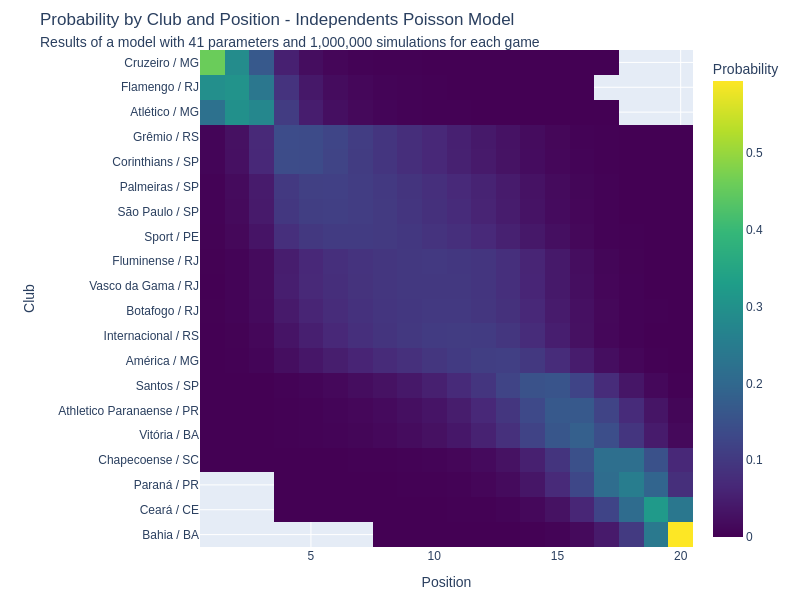 Probability by Club and Position - Independents Poisson Model
Results of a model with 41 parameters and 1,000,000 simulations for each game
Probability
Cruzeiro / MG
Flamengo / RJ
Atlético / MG
Grêmio / RS
Corinthians / SP
Palmeiras / SP
São Paulo / SP
Sport / PE
Fluminense / RJ
Vasco da Gama / RJ
Botafogo / RJ
Internacional / RS
América / MG
Santos / SP
Athletico Paranaense / PR
Vitória / BA
Chapecoense / SC
Paraná / PR
Ceará / CE
Bahia / BA
Club
5
10
15
20
Position
0.5
0.4
0.3
0.2
0.1
0